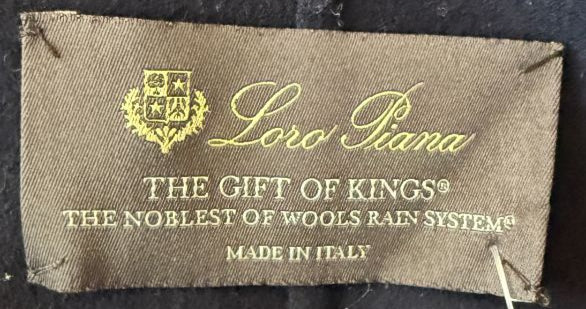 Loro Piana
THE GIFT OF KINGS®
THE NOBLEST OF WOOLS RAIN SYSTEM®
MADE IN ITALY